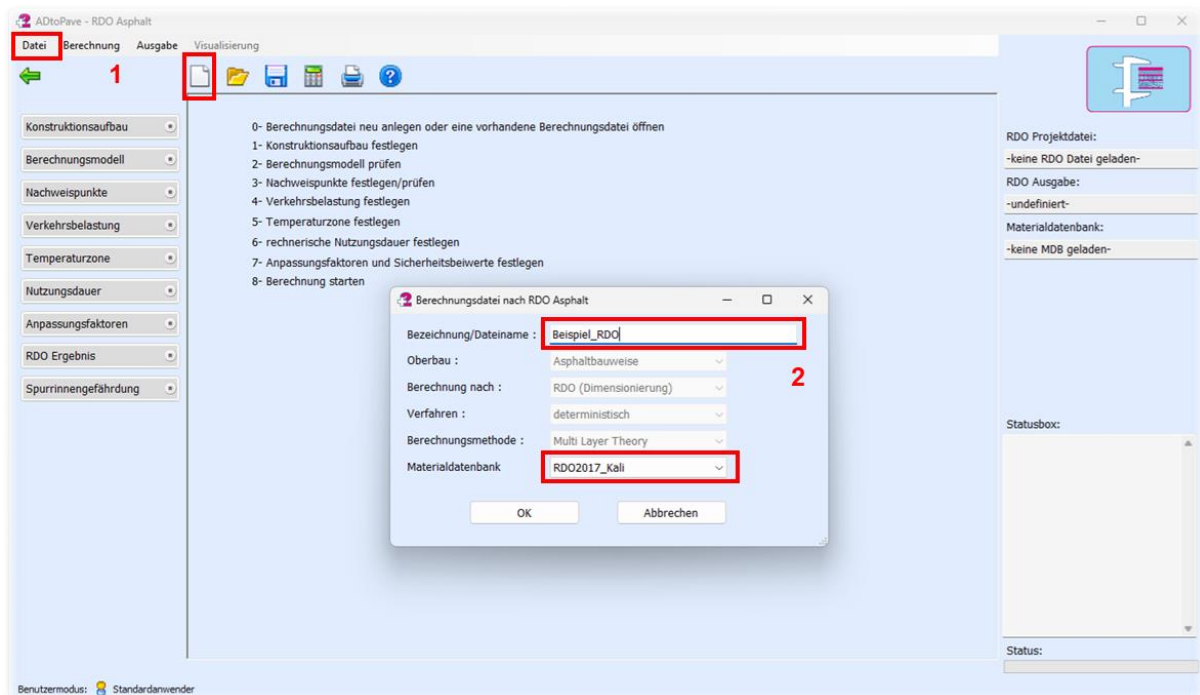 ADtoPave - RDO Asphalt
Datei Berechnung Ausgabe Visualisierung
1
Konstruktionsaufbau
Berechnungsmodell
Nachweispunkte
Verkehrsbelastung
Temperaturzone
Nutzungsdauer
Anpassungsfaktoren
RDO Ergebnis
Spurrinnengefährdung
0- Berechnungsdatei neu anlegen oder eine vorhandene Berechnungsdatei öffnen
1- Konstruktionsaufbau festlegen
2- Berechnungsmodell prüfen
3- Nachweispunkte festlegen/prüfen
4- Verkehrsbelastung festlegen
5- Temperaturzone festlegen
6- rechnerische Nutzungsdauer festlegen
7- Anpassungsfaktoren und Sicherheitsbeiwerte festlegen
8- Berechnung starten
Berechnungsdatei nach RDO Asphalt
Bezeichnung/Dateiname : Beispiel_RDO
Oberbau : Asphaltbauweise
2
Berechnung nach : RDO (Dimensionierung)
Verfahren : deterministisch
Berechnungsmethode : Multi Layer Theory
Materialdatenbank RDO2017_Kali
OK Abbrechen
RDO Projektdatei:
-keine RDO Datei geladen-
RDO Ausgabe:
-undefiniert-
Materialdatenbank:
-keine MDB geladen-
Statusbox:
Status:
Benutzermodus: Standardanwender